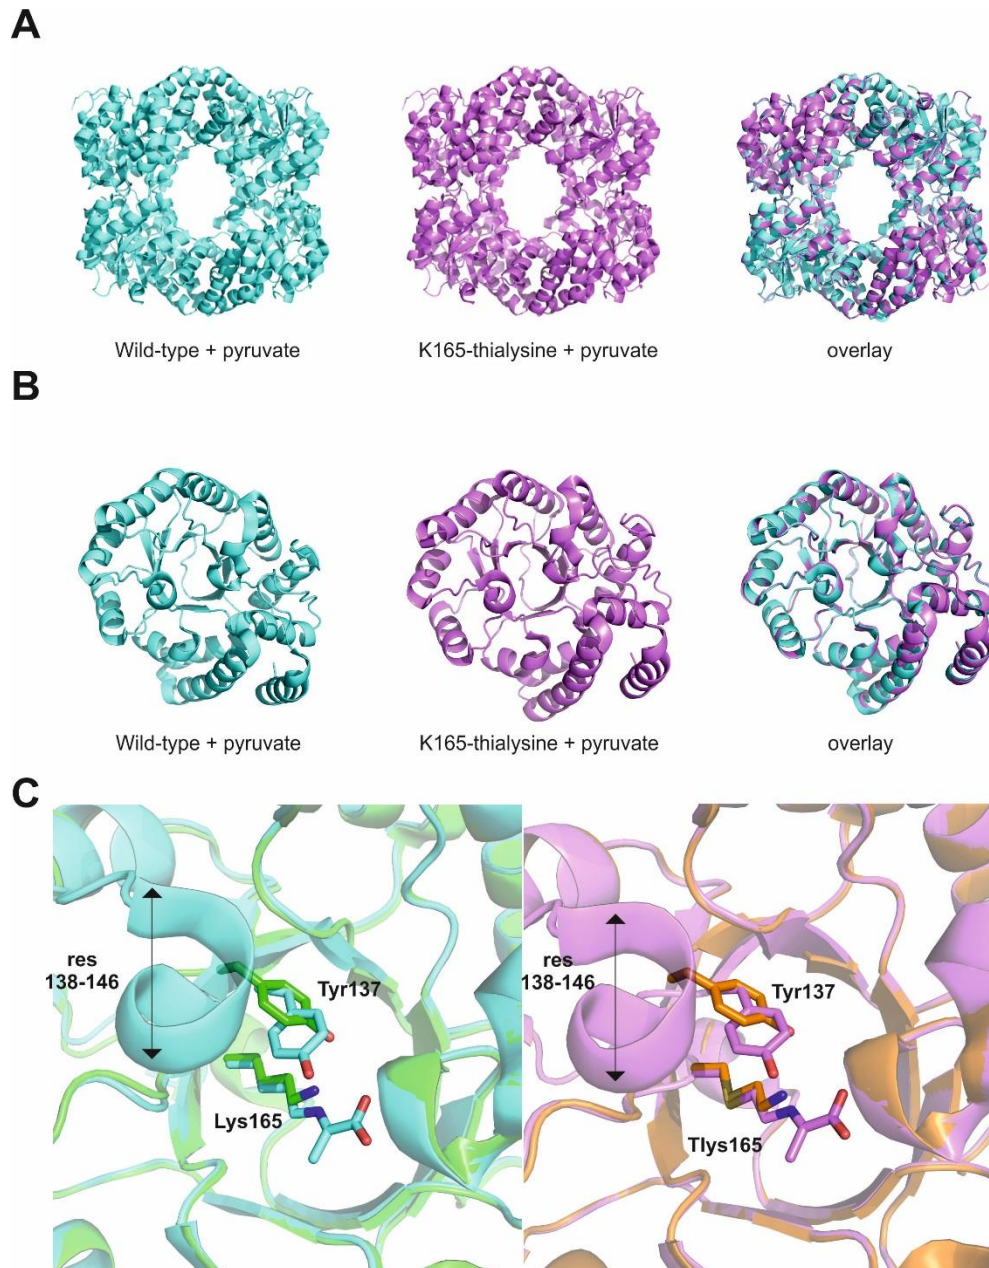 A
Wild-type + pyruvate
K165-thialysine + pyruvate
overlay
B
Wild-type + pyruvate
K165-thialysine + pyruvate
overlay
C
res
138-146
Tyr137
Lys165
res
138-146
Tyr137
Tlys165